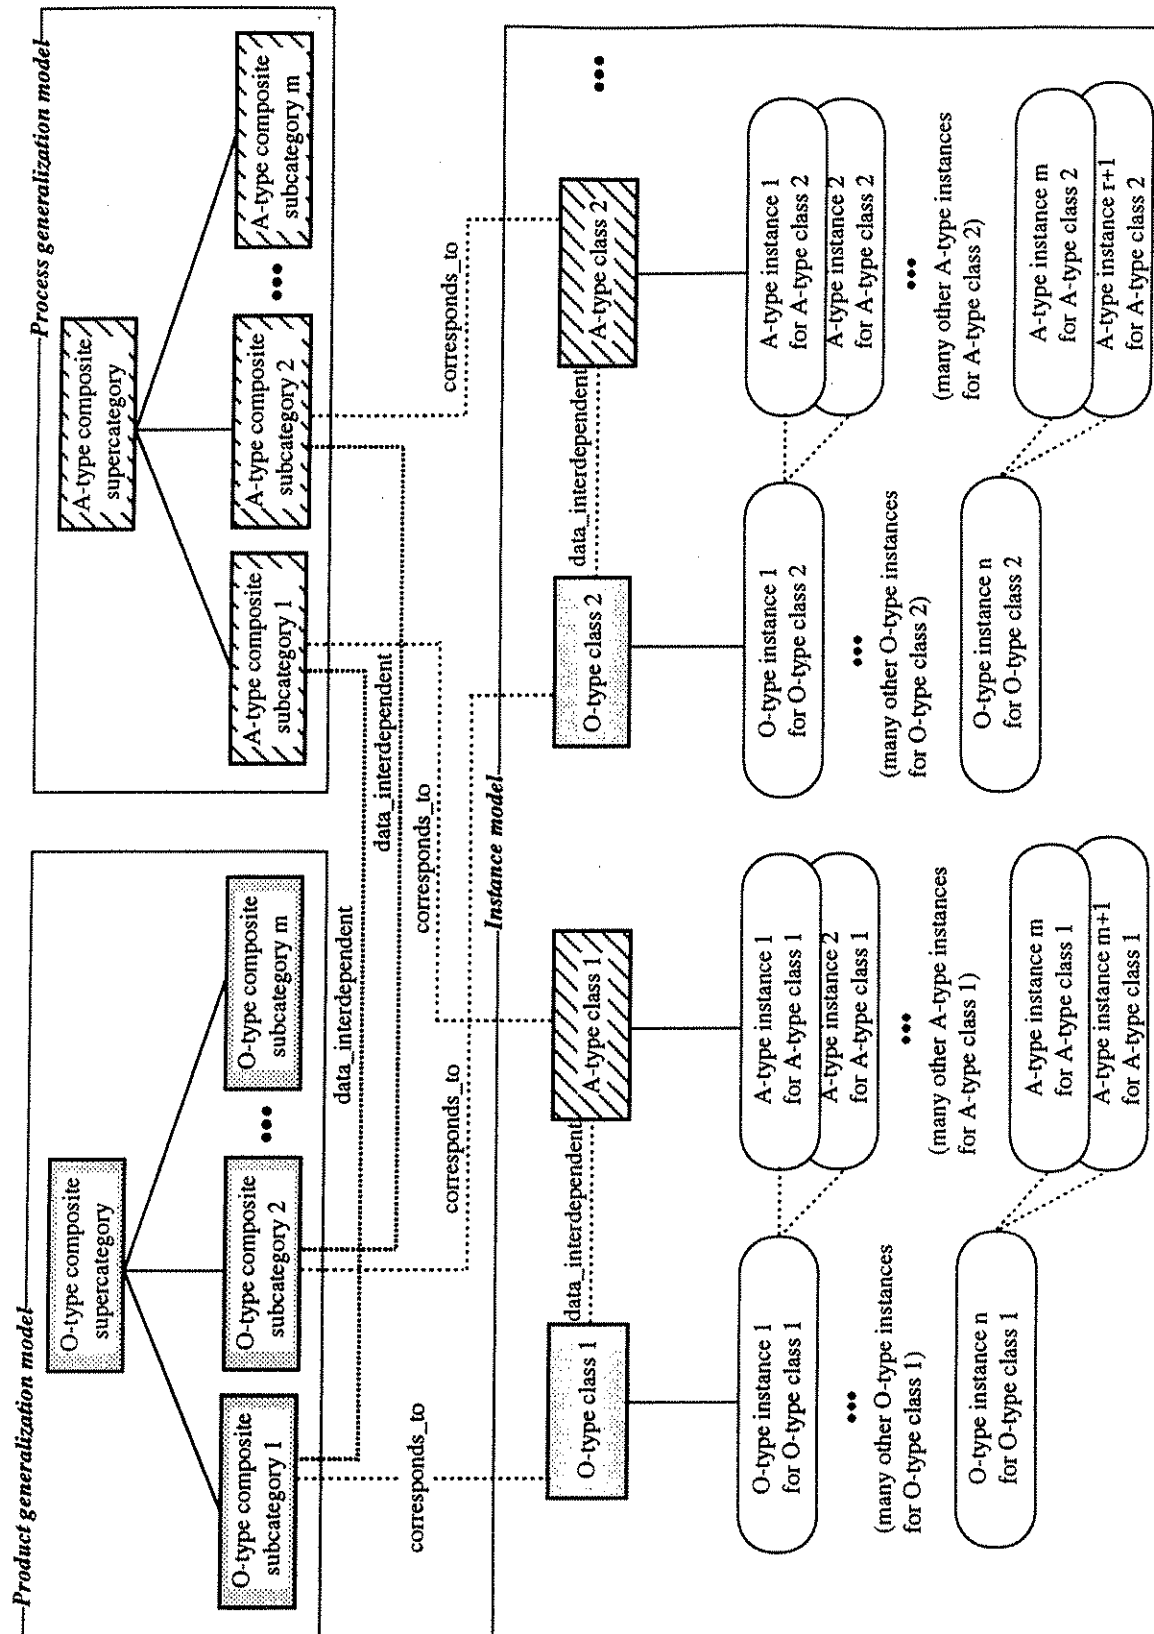 Product generalization model
O-type composite
supercategory
O-type composite
subcategory 1
O-type composite
subcategory 2
•••
O-type composite
subcategory m
Process generalization model
A-type composite
supercategory
A-type composite
subcategory 1
A-type composite
subcategory 2
•••
A-type composite
subcategory m
data_interdependent
data_interdependent
corresponds_to
corresponds_to
corresponds_to
corresponds_to
Instance model
O-type class 1
data_interdependent
A-type class 1
O-type class 2
data_interdependent
A-type class 2
•••
O-type instance 1
for O-type class 1
•••
(many other O-type instances
for O-type class 1)
O-type instance n
for O-type class 1
A-type instance 1
for A-type class 1
A-type instance 2
for A-type class 1
•••
(many other A-type instances
for A-type class 1)
A-type instance m
for A-type class 1
A-type instance m+1
for A-type class 1
O-type instance 1
for O-type class 2
•••
(many other O-type instances
for O-type class 2)
O-type instance n
for O-type class 2
A-type instance 1
for A-type class 2
A-type instance 2
for A-type class 2
•••
(many other A-type instances
for A-type class 2)
A-type instance m
for A-type class 2
A-type instance r+1
for A-type class 2